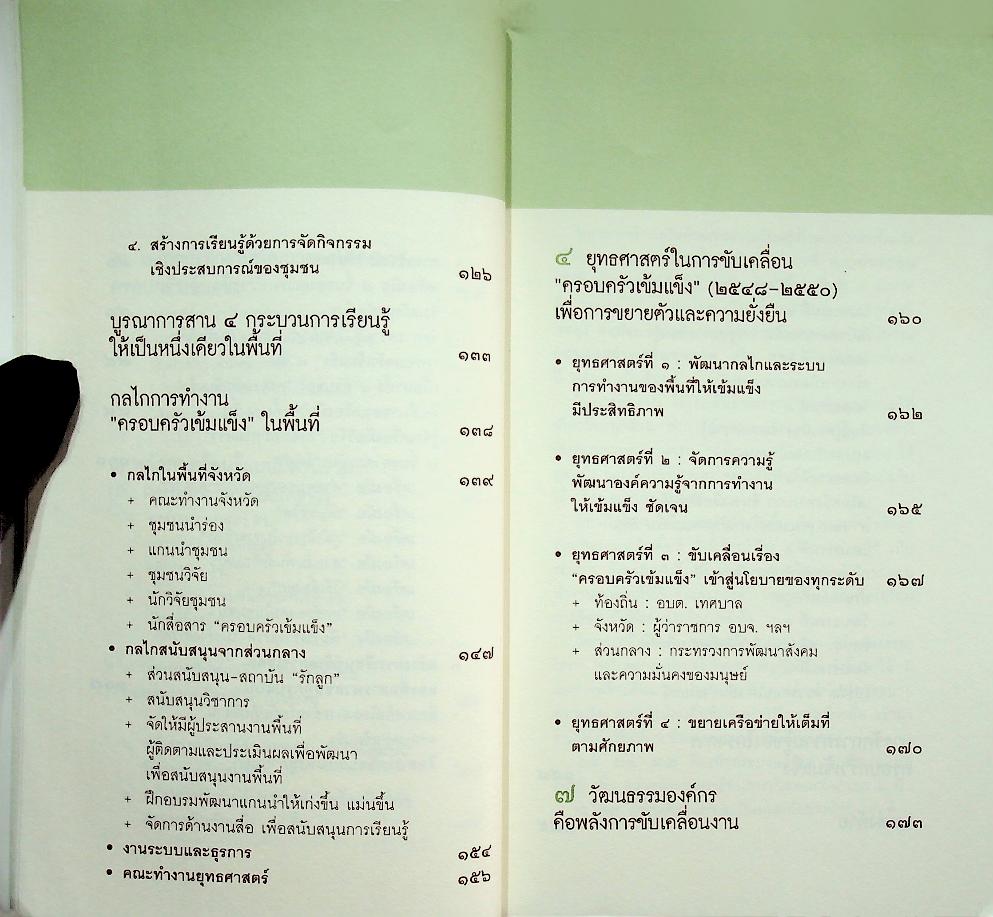 ๔. สร้างการเรียนรู้ด้วยการจัดกิจกรรม
เชิงประสบการณ์ของชุมชน ๑๒๖
บูรณาการสาน ๔ กระบวนการเรียนรู้
ให้เป็นหนึ่งเดียวในพื้นที่ ๑๓๓
กลไกการทำงาน
"ครอบครัวเข้มแข็ง" ในพื้นที่ ๑๓๘
• กลไกในพื้นที่จังหวัด ๑๓๙
+ คณะทำงานจังหวัด
+ ชุมชนนำร่อง
+ แกนนำชุมชน
+ ชุมชนวิจัย
+ นักวิจัยชุมชน
+ นักสื่อสาร “ครอบครัวเข้มแข็ง”
• กลไกสนับสนุนจากส่วนกลาง ๑๔๗
+ ส่วนสนับสนุน-สถาบัน “รักลูก”
+ สนับสนุนวิชาการ
+ จัดให้มีผู้ประสานงานพื้นที่
ผู้ติดตามและประเมินผลเพื่อพัฒนา
เพื่อสนับสนุนงานพื้นที่
+ ฝึกอบรมพัฒนาแกนนำให้เก่งขึ้น แม่นขึ้น
+ จัดการด้านงานสื่อ เพื่อสนับสนุนการเรียนรู้
• งานระบบและธุรการ ๑๕๔
• คณะทำงานยุทธศาสตร์ ๑๕๖
๔ ยุทธศาสตร์ในการขับเคลื่อน
"ครอบครัวเข้มแข็ง" (๒๕๔๘-๒๕๕๐)
เพื่อการขยายตัวและความยั่งยืน ๑๖๐
• ยุทธศาสตร์ที่ ๑ : พัฒนากลไกและระบบ
การทำงานของพื้นที่ให้เข้มแข็ง
มีประสิทธิภาพ ๑๖๒
• ยุทธศาสตร์ที่ ๒ : จัดการความรู้
พัฒนาองค์ความรู้จากการทำงาน
ให้เข้มแข็ง ชัดเจน ๑๖๕
• ยุทธศาสตร์ที่ ๓ : ขับเคลื่อนเรื่อง
“ครอบครัวเข้มแข็ง” เข้าสู่นโยบายของทุกระดับ ๑๖๗
+ ท้องถิ่น : อบต. เทศบาล
+ จังหวัด : ผู้ว่าราชการ อบจ. ฯลฯ
+ ส่วนกลาง : กระทรวงการพัฒนาสังคม
และความมั่นคงของมนุษย์
• ยุทธศาสตร์ที่ ๔ : ขยายเครือข่ายให้เต็มที่
ตามศักยภาพ ๑๗๐
๗ วัฒนธรรมองค์กร
คือพลังการขับเคลื่อนงาน ๑๗๓